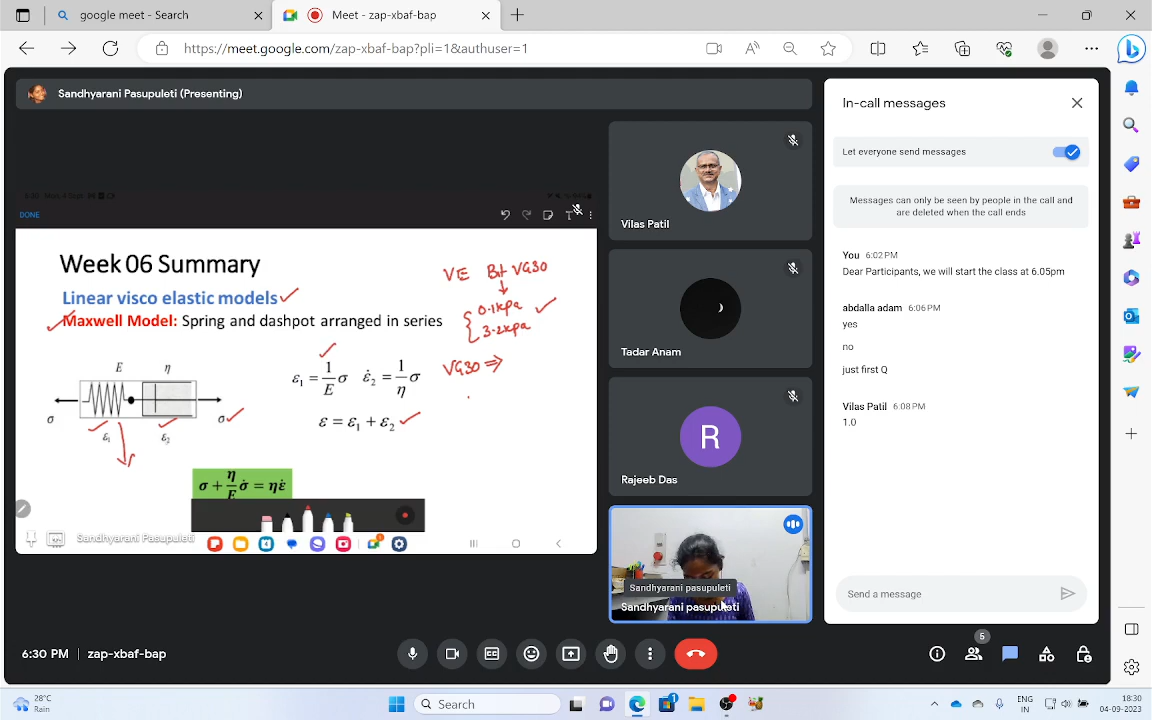 google meet - Search
Meet - zap-xbaf-bap
https://meet.google.com/zap-xbaf-bap?pli=1&authuser=1
Sandhyarani Pasupuleti (Presenting)
DONE
Week 06 Summary
Linear visco elastic models
Maxwell Model: Spring and dashpot arranged in series
VE Bit VG30
0.1kpa
3.2kpa
VG30 ⇒
E η
σ σ
ε₁ ε₂
ε₁ = 1/E σ ε̇₂ = 1/η σ
ε = ε₁ + ε₂
σ + η/E σ̇ = ηε̇
Sandhyarani Pasupuleti
Vilas Patil
Tadar Anam
R
Rajeeb Das
Sandhyarani pasupuleti
Sandhyarani pasupuleti
In-call messages
Let everyone send messages
Messages can only be seen by people in the call and
are deleted when the call ends
You 6:02 PM
Dear Participants, we will start the class at 6.05pm
abdalla adam 6:06 PM
yes
no
just first Q
Vilas Patil 6:08 PM
1.0
Send a message
6:30 PM zap-xbaf-bap
5
28°C
Rain
Search
1
ENG
IN
18:30
04-09-2023